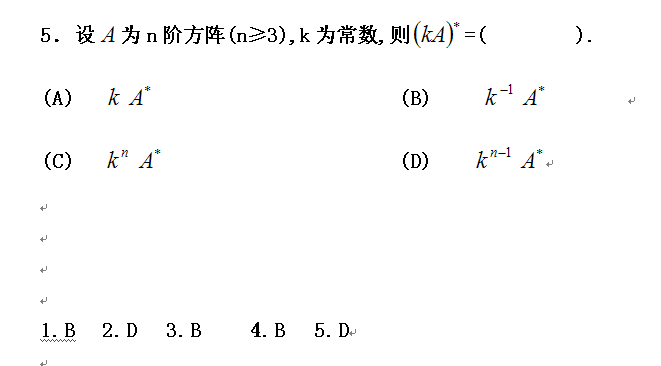 5. 设 A 为 n 阶方阵(n≥3),k 为常数,则(kA)* =(        ).
(A) k A* (B) k⁻¹ A*
(C) kⁿ A* (D) kⁿ⁻¹ A*
1.B 2.D 3.B 4.B 5.D